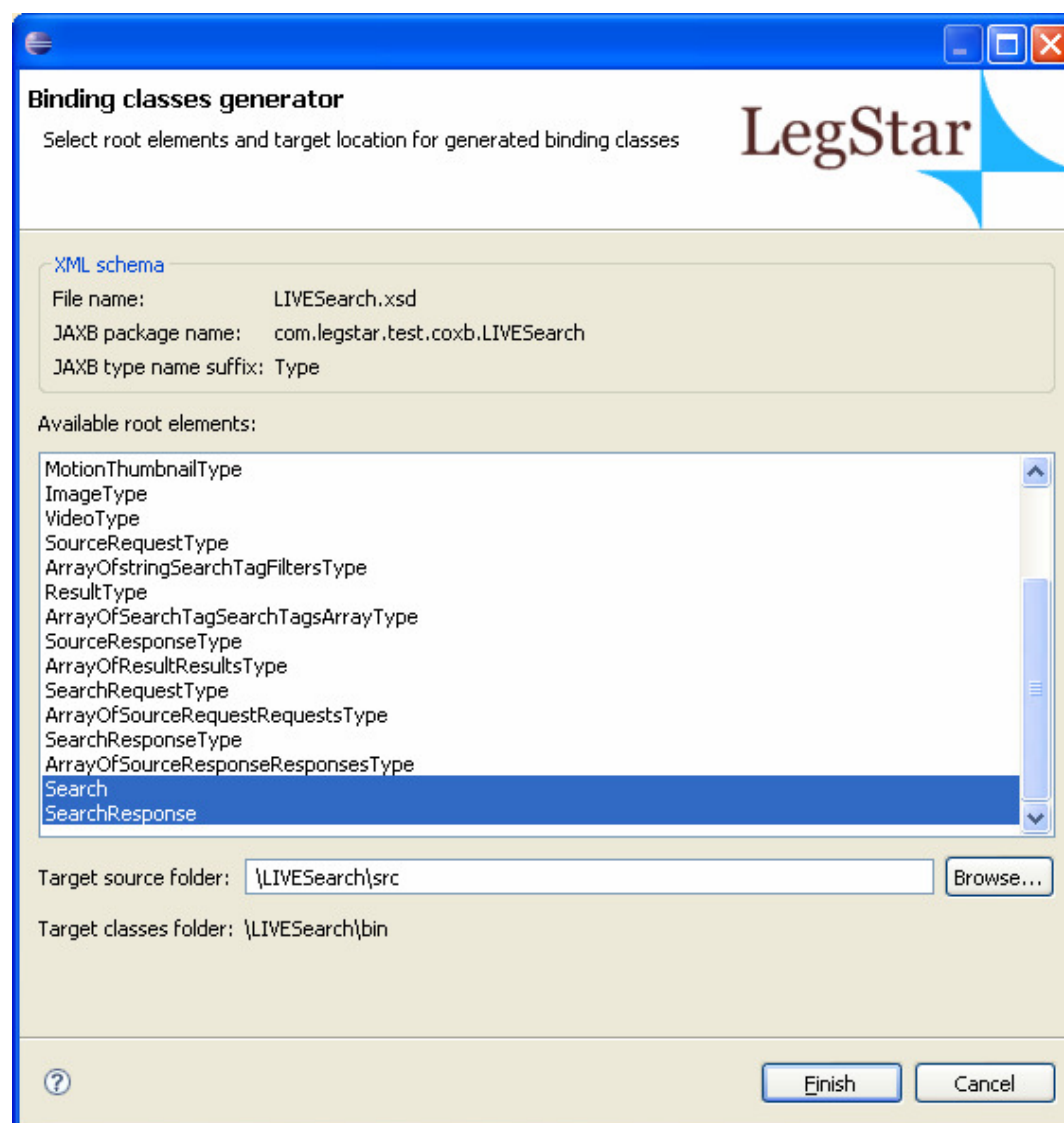 Binding classes generator
Select root elements and target location for generated binding classes
LegStar
XML schema
File name: LIVESearch.xsd
JAXB package name: com.legstar.test.coxb.LIVESearch
JAXB type name suffix: Type
Available root elements:
MotionThumbnailType
ImageType
VideoType
SourceRequestType
ArrayOfstringSearchTagFiltersType
ResultType
ArrayOfSearchTagSearchTagsArrayType
SourceResponseType
ArrayOfResultResultsType
SearchRequestType
ArrayOfSourceRequestRequestsType
SearchResponseType
ArrayOfSourceResponseResponsesType
Search
SearchResponse
Target source folder: \LIVESearch\src Browse...
Target classes folder: \LIVESearch\bin
? Finish Cancel